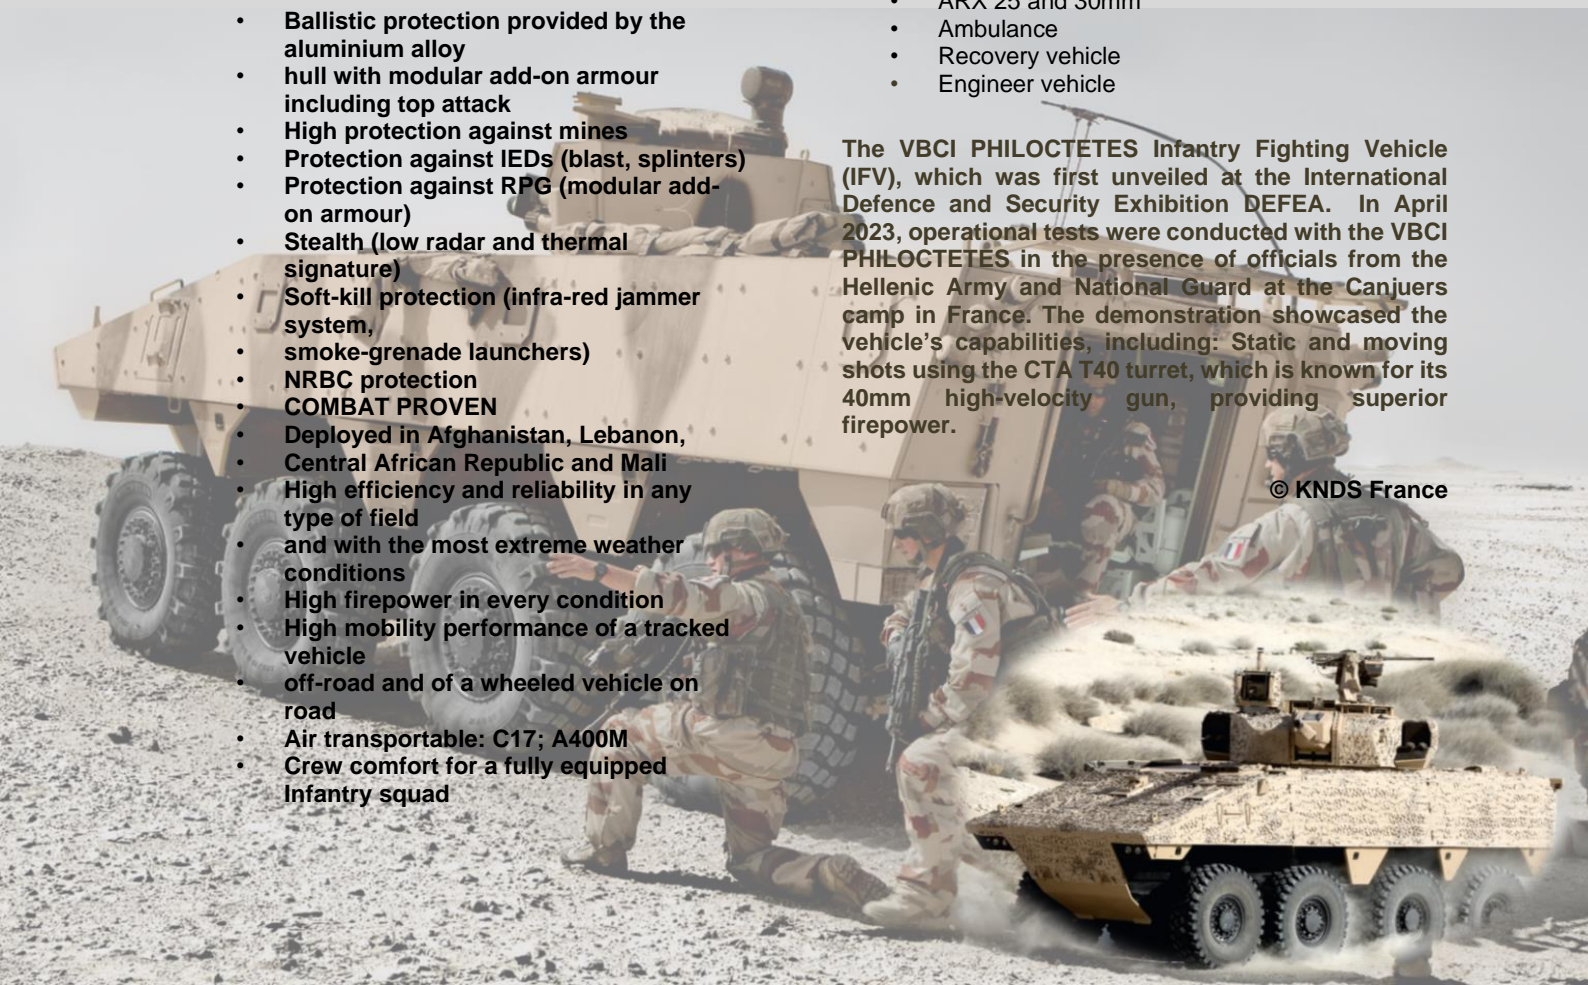 • Ballistic protection provided by the
aluminium alloy
• hull with modular add-on armour
including top attack
• High protection against mines
• Protection against IEDs (blast, splinters)
• Protection against RPG (modular add-
on armour)
• Stealth (low radar and thermal
signature)
• Soft-kill protection (infra-red jammer
system,
• smoke-grenade launchers)
• NRBC protection
• COMBAT PROVEN
• Deployed in Afghanistan, Lebanon,
• Central African Republic and Mali
• High efficiency and reliability in any
type of field
• and with the most extreme weather
conditions
• High firepower in every condition
• High mobility performance of a tracked
vehicle
• off-road and of a wheeled vehicle on
road
• Air transportable: C17; A400M
• Crew comfort for a fully equipped
Infantry squad
• ARX 25 and 30mm
• Ambulance
• Recovery vehicle
• Engineer vehicle
The VBCI PHILOCTETES Infantry Fighting Vehicle
(IFV), which was first unveiled at the International
Defence and Security Exhibition DEFEA. In April
2023, operational tests were conducted with the VBCI
PHILOCTETES in the presence of officials from the
Hellenic Army and National Guard at the Canjuers
camp in France. The demonstration showcased the
vehicle's capabilities, including: Static and moving
shots using the CTA T40 turret, which is known for its
40mm high-velocity gun, providing superior
firepower.
© KNDS France